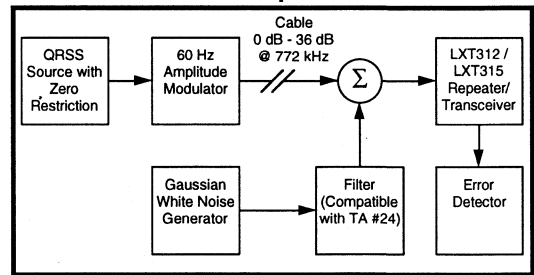 Cable
0 dB - 36 dB
@ 772 kHz
QRSS
Source with
Zero
Restriction
60 Hz
Amplitude
Modulator
Σ
LXT312 /
LXT315
Repeater/
Transceiver
Gaussian
White Noise
Generator
Filter
(Compatible
with TA #24)
Error
Detector